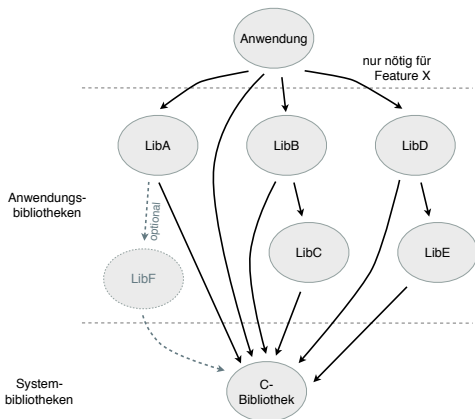 Anwendung
nur nötig für
Feature X
LibA
LibB
LibD
Anwendungs-
bibliotheken
optional
LibF
LibC
LibE
System-
bibliotheken
C-
Bibliothek